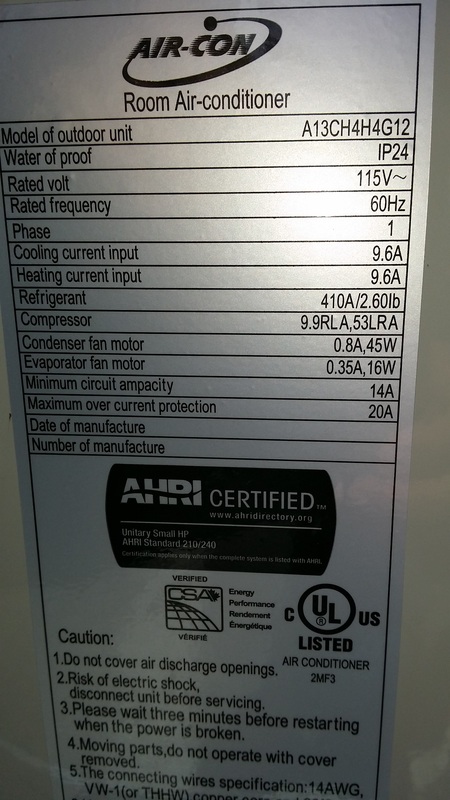 AIR-CON
Room Air-conditioner
Model of outdoor unit A13CH4H4G12
Water of proof IP24
Rated volt 115V~
Rated frequency 60Hz
Phase 1
Cooling current input 9.6A
Heating current input 9.6A
Refrigerant 410A/2.60lb
Compressor 9.9RLA,53LRA
Condenser fan motor 0.8A,45W
Evaporator fan motor 0.35A,16W
Minimum circuit ampacity 14A
Maximum over current protection 20A
Date of manufacture
Number of manufacture
AHRI CERTIFIED™
www.ahridirectory.org
Unitary Small HP
AHRI Standard 210/240
Certification applies only when the complete system is listed with AHRI.
VERIFIED
CSA
VÉRIFIÉ
Energy
Performance
Rendement
Énergétique
C UL® US
LISTED
AIR CONDITIONER
2MF3
Caution:
1.Do not cover air discharge openings.
2.Risk of electric shock,
disconnect unit before servicing.
3.Please wait three minutes before restarting
when the power is broken.
4.Moving parts,do not operate with cover
removed.
5.The connecting wires specification:14AWG,
VW-1(or THHW) copper